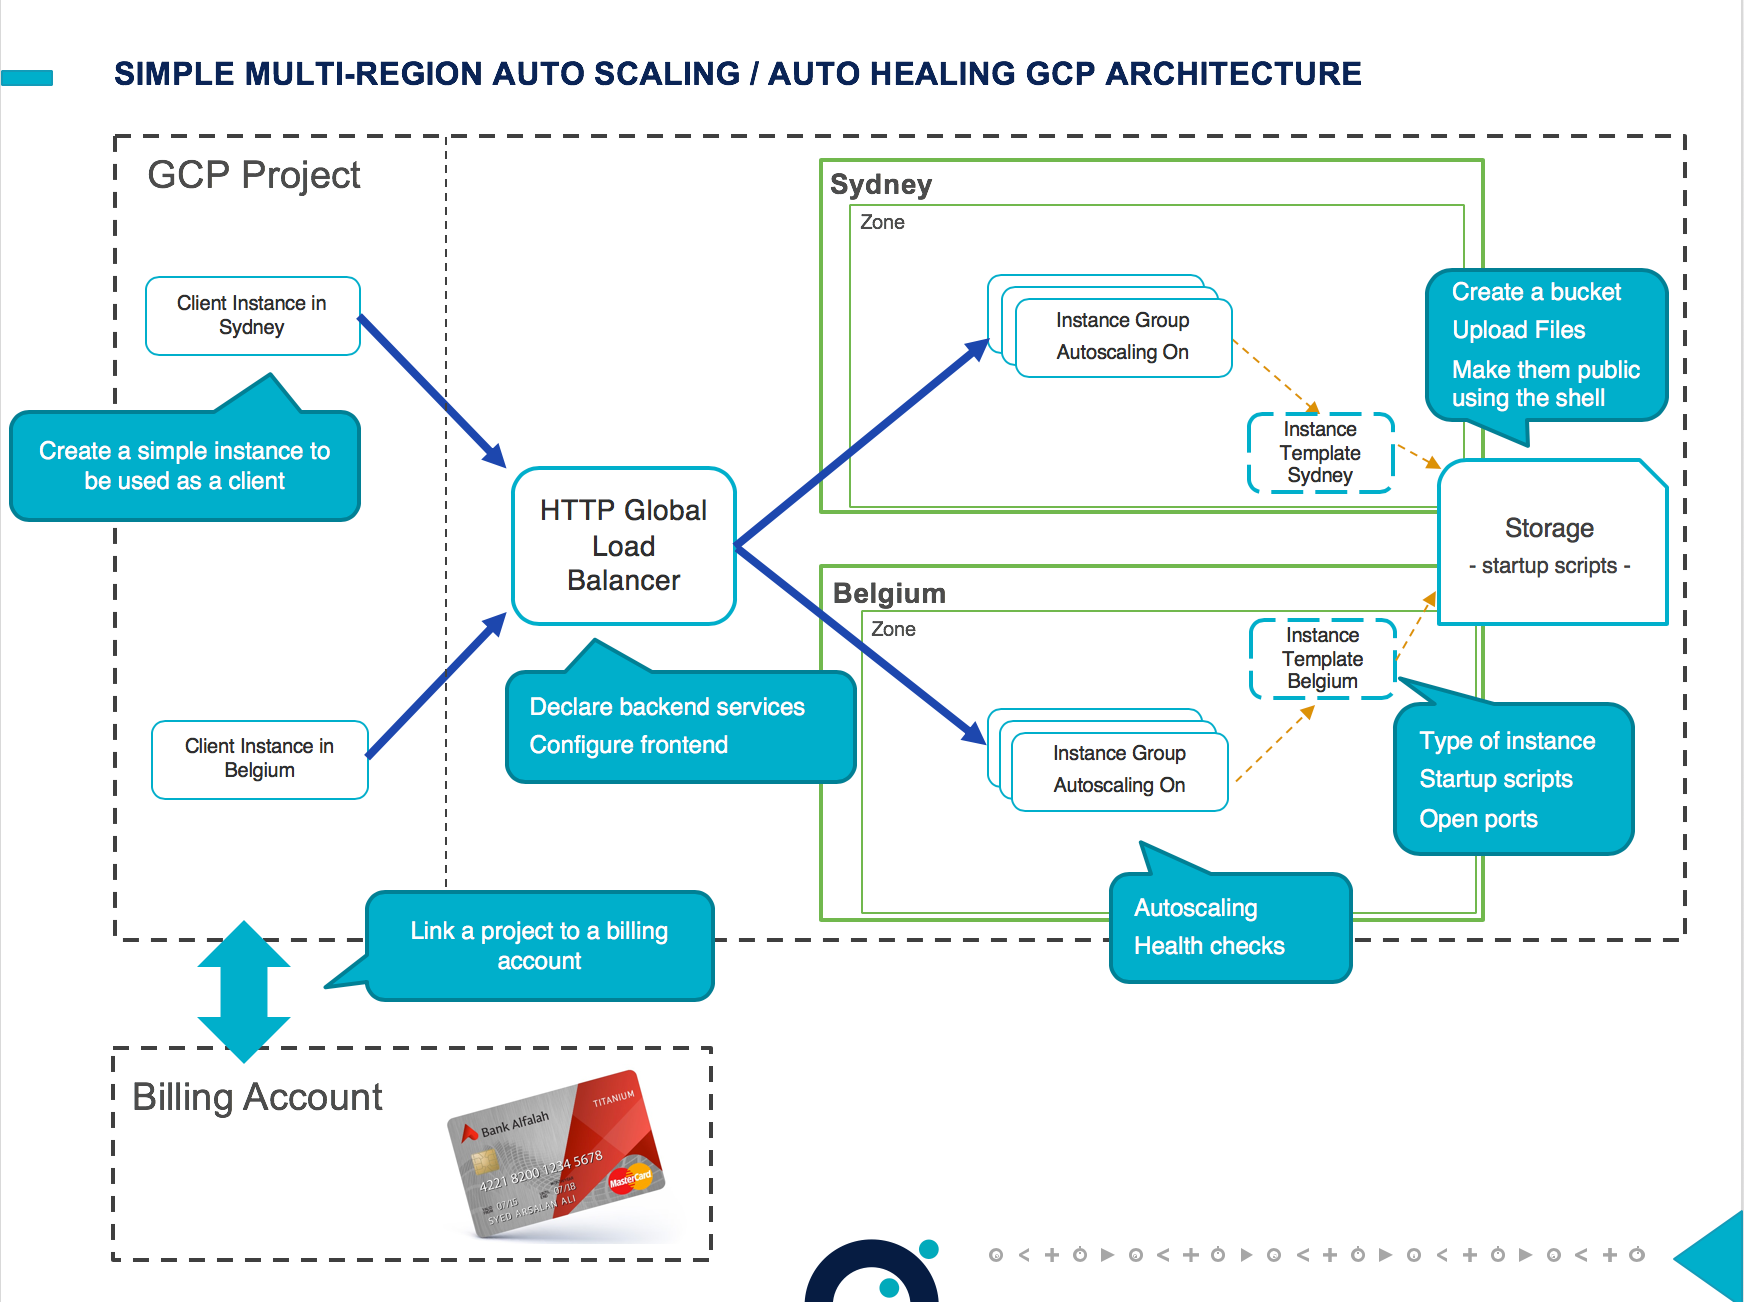 SIMPLE MULTI-REGION AUTO SCALING / AUTO HEALING GCP ARCHITECTURE
GCP Project
Client Instance in
Sydney
Create a simple instance to
be used as a client
Client Instance in
Belgium
HTTP Global
Load
Balancer
Declare backend services
Configure frontend
Sydney
Zone
Instance Group
Autoscaling On
Instance
Template
Sydney
Create a bucket
Upload Files
Make them public
using the shell
Storage
- startup scripts -
Belgium
Zone
Instance
Template
Belgium
Instance Group
Autoscaling On
Type of instance
Startup scripts
Open ports
Autoscaling
Health checks
Link a project to a billing
account
Billing Account
TITANIUM
Bank Alfalah
4221 8200 1234 5678
07/15 07/18
SYED ARSALAN ALI
MasterCard